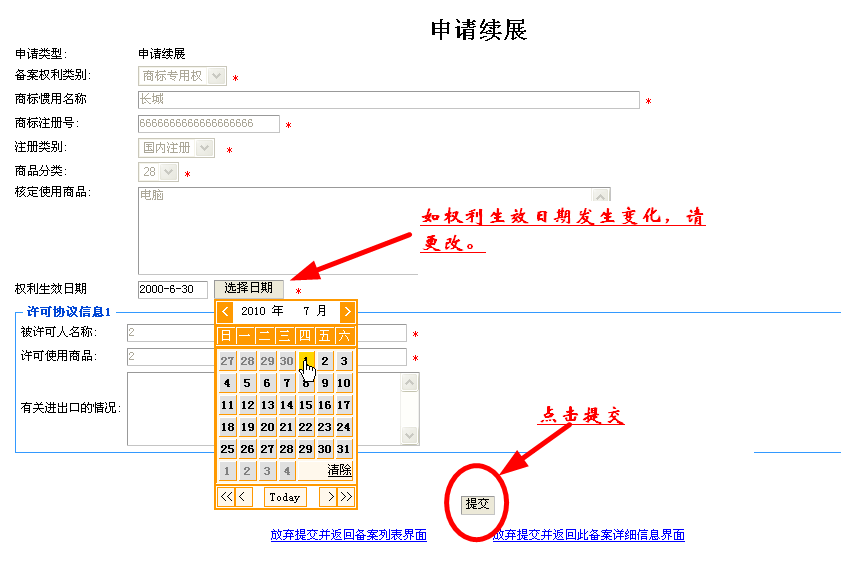 申请续展
申请类型: 申请续展
备案权利类别: 商标专用权 *
商标惯用名称 长城 *
商标注册号: 6666666666666666666 *
注册类别: 国内注册 *
商品分类: 28 *
核定使用商品: 电脑
如权利生效日期发生变化，请
更改。
权利生效日期 2000-6-30 选择日期 *
许可协议信息1
< 2010 年 7 月 >
被许可人名称: 2 *
日 一 二 三 四 五 六
许可使用商品: 2 *
27 28 29 30 1 2 3
4 5 6 7 8 9 10
有关进出口的情况: 11 12 13 14 15 16 17
点击提交
18 19 20 21 22 23 24
25 26 27 28 29 30 31
1 2 3 4 清除
<< < Today > >>
提交
放弃提交并返回备案列表界面 放弃提交并返回此备案详细信息界面